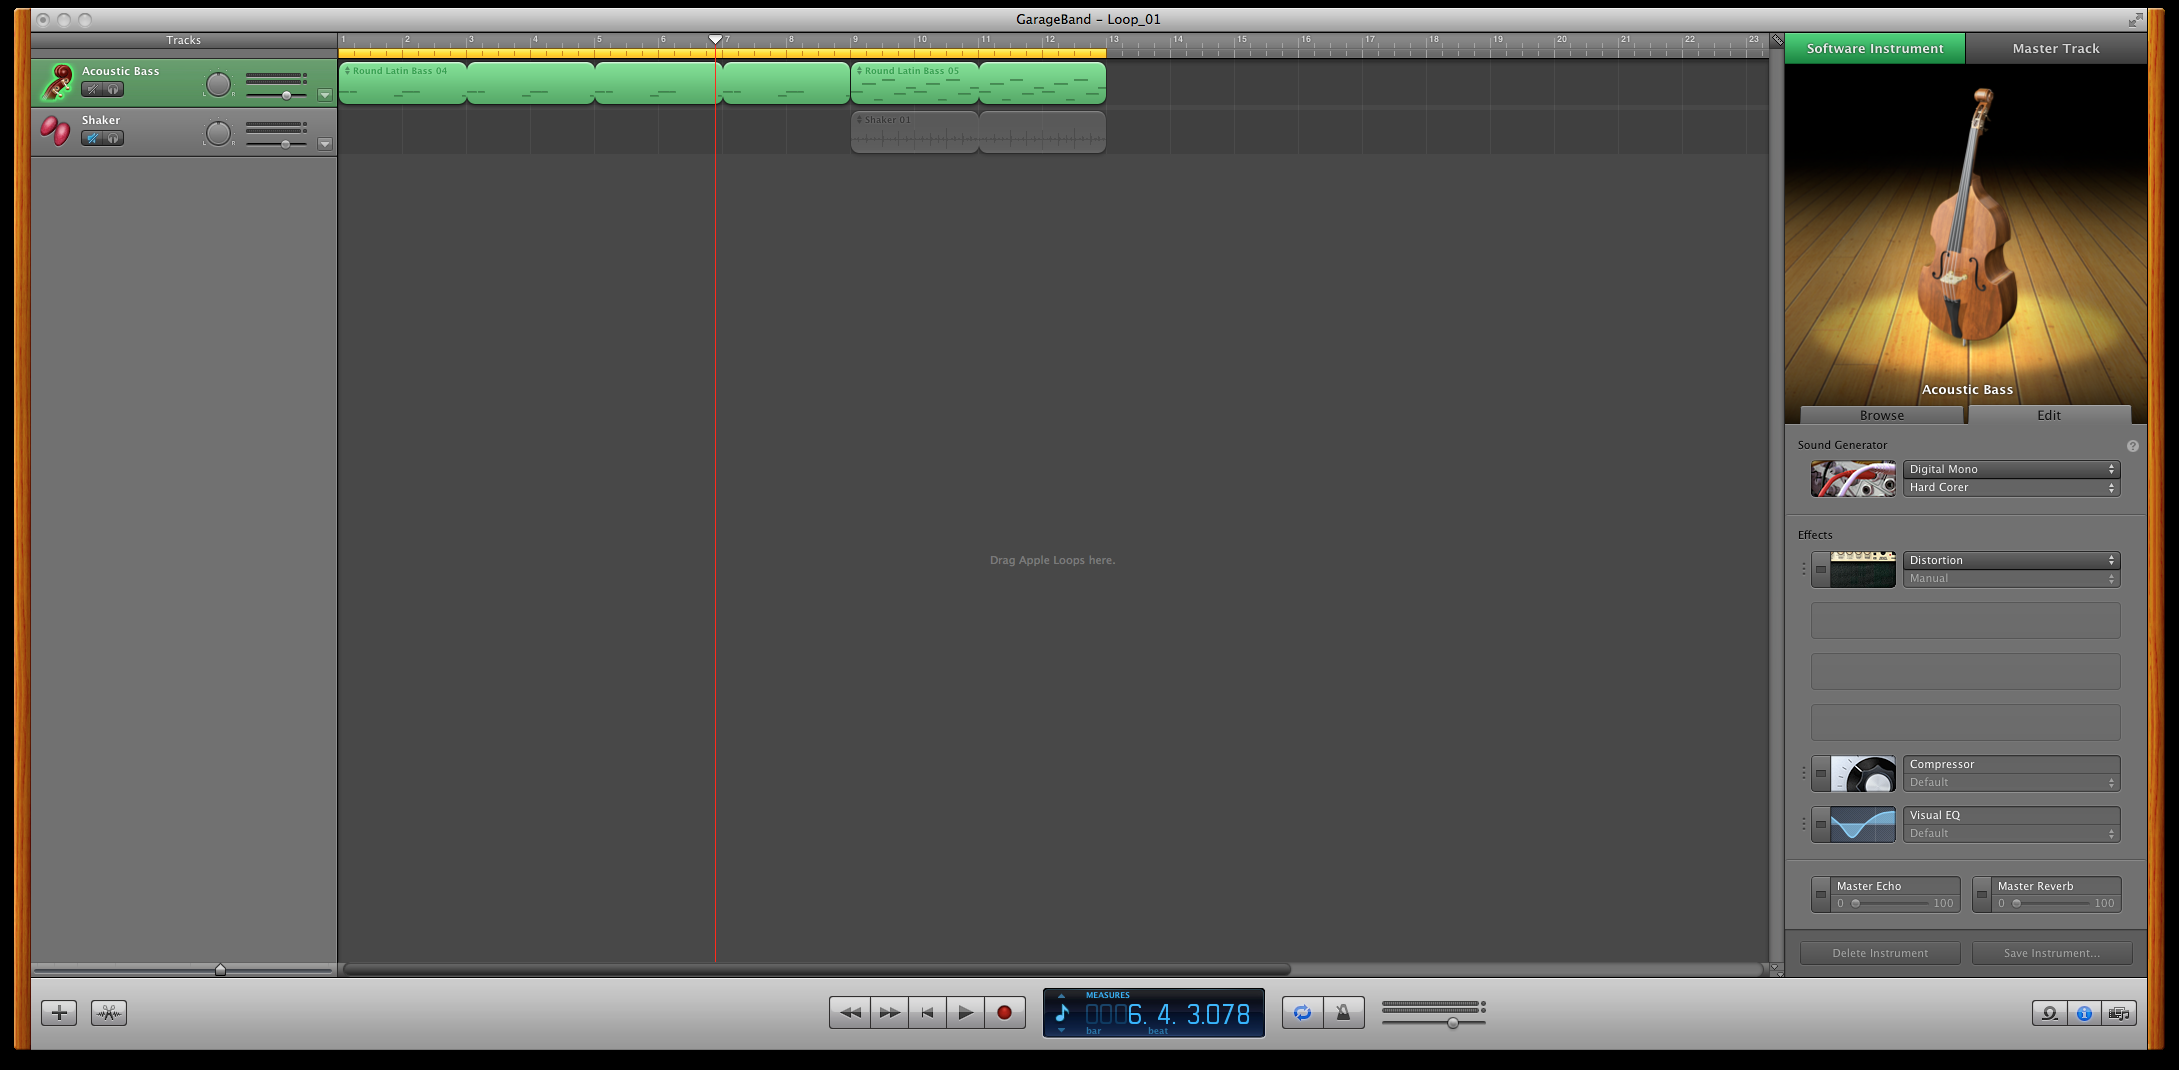 GarageBand – Loop_01
Tracks
1 2 3 4 5 6 7 8 9 10 11 12 13 14 15 16 17 18 19 20 21 22 23
Software Instrument
Master Track
Acoustic Bass
L R
Round Latin Bass 04
Round Latin Bass 05
Shaker
L R
Shaker 01
Drag Apple Loops here.
Acoustic Bass
Browse
Edit
Sound Generator
?
Digital Mono
Hard Corer
Effects
Distortion
Manual
Compressor
Default
Visual EQ
Default
Master Echo
0 100
Master Reverb
0 100
Delete Instrument
Save Instrument...
MEASURES
0006. 4. 3.078
bar beat